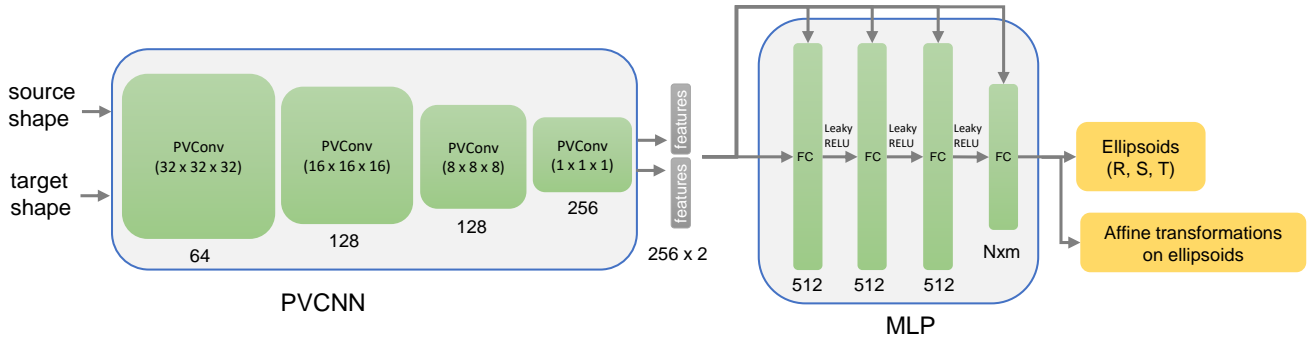 source
shape
target
shape
PVConv
(32 x 32 x 32)
64
PVConv
(16 x 16 x 16)
128
PVConv
(8 x 8 x 8)
128
PVConv
(1 x 1 x 1)
256
PVCNN
features
features
256 x 2
FC
512
Leaky
RELU
FC
512
Leaky
RELU
FC
512
Leaky
RELU
FC
Nxm
MLP
Ellipsoids
(R, S, T)
Affine transformations
on ellipsoids